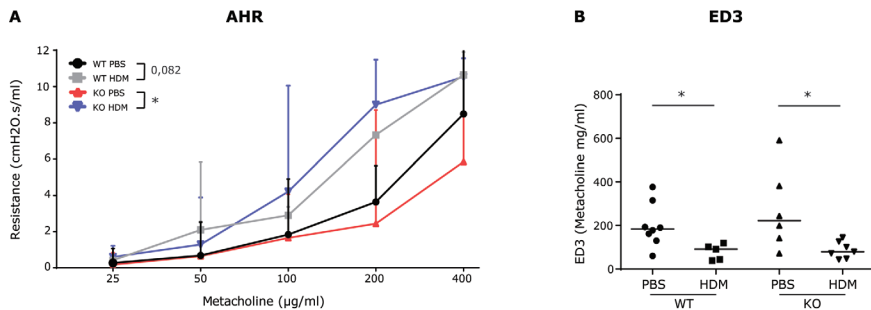 A
AHR
Resistance (cmH2O.s/ml)
12
10
8
6
4
2
0
WT PBS
WT HDM
KO PBS
KO HDM
0,082
*
25
50
100
200
400
Metacholine (µg/ml)
B
ED3
ED3 (Metacholine mg/ml)
800
600
400
200
0
*
*
PBS
HDM
PBS
HDM
WT
KO